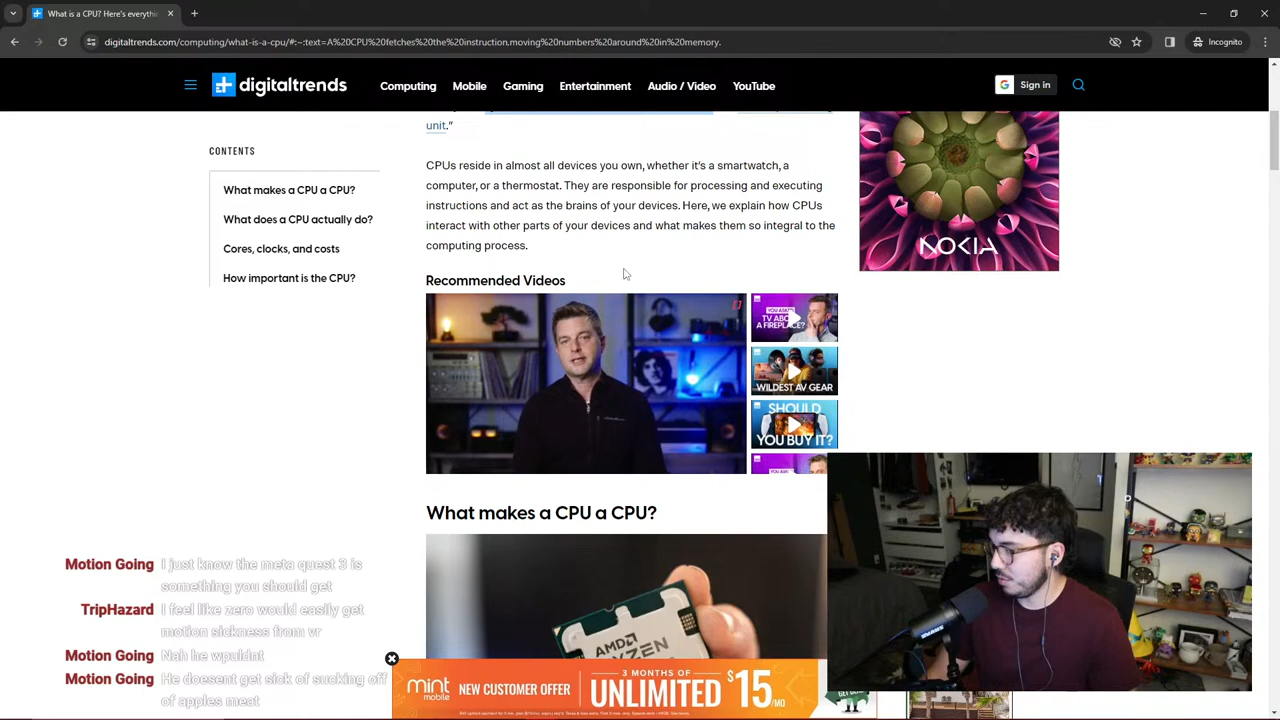 What is a CPU? Here's everythi
digitaltrends.com/computing/what-is-a-cpu/#:~:text=A%20CPU%20fetches%20the%20instruction,moving%20numbers%20around%20in%20memory.
Incognito
digitaltrends
Computing
Mobile
Gaming
Entertainment
Audio / Video
YouTube
Sign in
CONTENTS
What makes a CPU a CPU?
What does a CPU actually do?
Cores, clocks, and costs
How important is the CPU?
unit.”
CPUs reside in almost all devices you own, whether it’s a smartwatch, a
computer, or a thermostat. They are responsible for processing and executing
instructions and act as the brains of your devices. Here, we explain how CPUs
interact with other parts of your devices and what makes them so integral to the
computing process.
NOKIA
Recommended Videos
YOU ASKED
TV ABO
A FIREPLACE?
WILDEST AV GEAR
SHOULD
YOU BUY IT?
YOU AS
What makes a CPU a CPU?
AMD
RYZEN
Motion Going I just know the meta quest 3 is
something you should get
TripHazard I feel like zero would easily get
motion sickness from vr
Motion Going Nah he wpuldnt
Motion Going He doesent get sick of sucking off
of apples meat
mint
mobile
NEW CUSTOMER OFFER
3 MONTHS OF
UNLIMITED
$15/MO